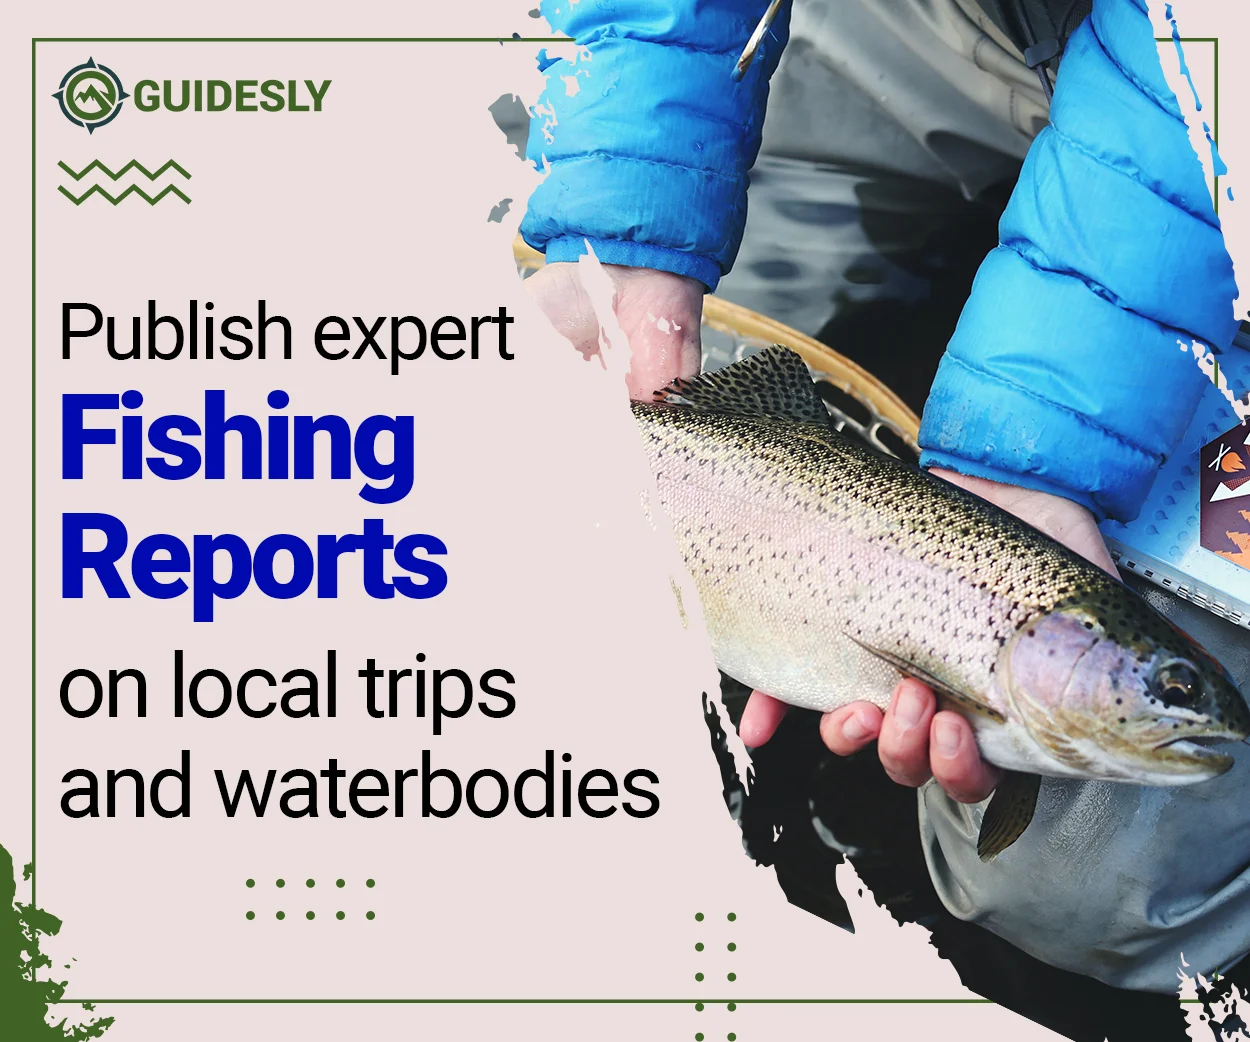 GUIDESLY
Publish expert
Fishing
Reports
on local trips
and waterbodies